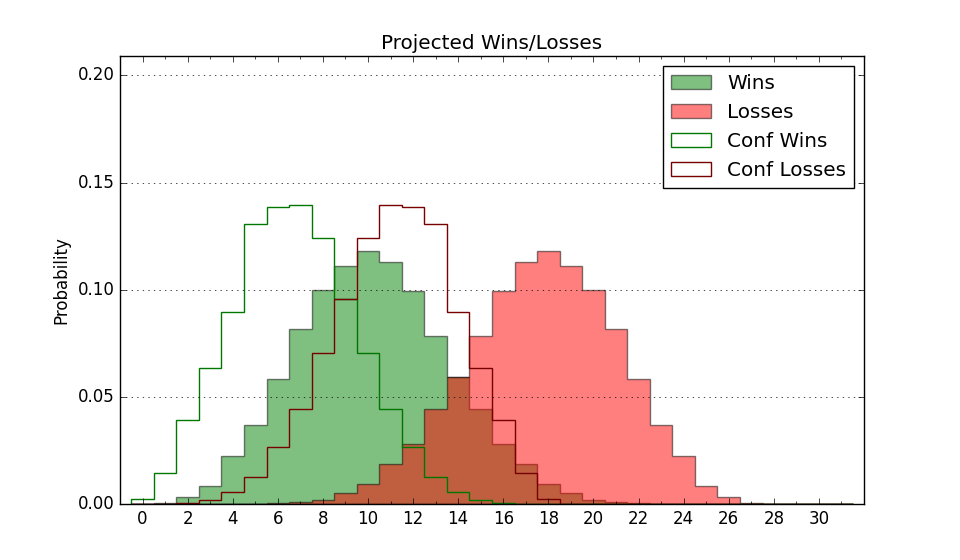 Projected Wins/Losses
Wins
Losses
Conf Wins
Conf Losses
Probability
0.20
0.15
0.10
0.05
0.00
0 2 4 6 8 10 12 14 16 18 20 22 24 26 28 30